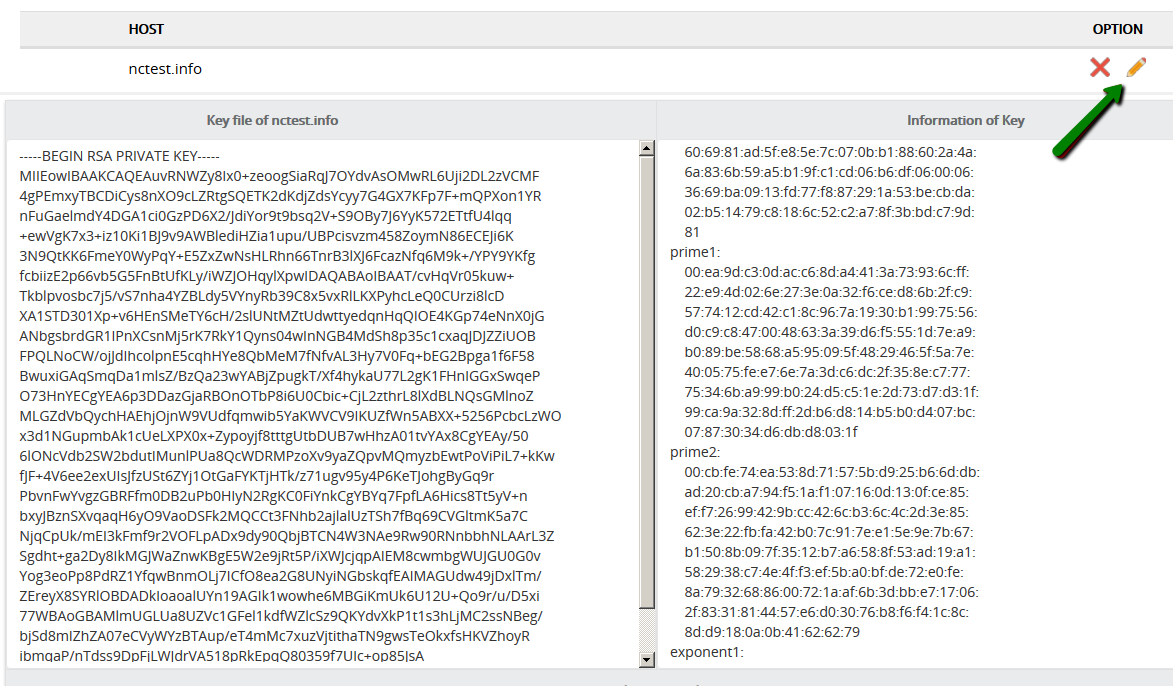 HOST
OPTION
nctest.info
Key file of nctest.info
-----BEGIN RSA PRIVATE KEY-----
MIIEowIBAAKCAQEAuvRNWZy8Ix0+zeoogSiaRqJ7OYdvAsOMwRL6Uji2DL2zVCMF
4gPEmxyTBCDiCys8nXO9cLZRtgSQETK2dKdjZdsYcyy7G4GX7KFp7F+mQPXon1YR
nFuGaelmdY4DGA1ci0GzPD6X2/JdiYor9t9bsq2V+S9OBy7J6YyK572ETtfU4lqq
+ewVgK7x3+iz10Ki1BJ9v9AWBlediHZia1upu/UBPcisvzm458ZoymN86ECEJi6K
3N9QtKK6FmeY0WyPqY+E5ZxZwNsHLRhn66TnrB3lXJ6FcazNfq6M9k+/YPY9YKfg
fcbiizE2p66vb5G5FnBtUfKLy/iWZJOHqylXpwIDAQABAoIBAAT/cvHqVr05kuw+
Tkblpvosbc7j5/vS7nha4YZBLdy5VYnyRb39C8x5vxRlLKXPyhcLeQ0CUrzi8lcD
XA1STD301Xp+v6HEnSMeTY6cH/2slUNtMZtUdwttyedqnHqQIOE4KGp74eNnX0jG
ANbgsbrdGR1IPnXCsnMj5rK7RkY1Qyns04wInNGB4MdSh8p35c1cxaqJDJZZiUOB
FPQLNoCW/ojJdIhcolpnE5cqhHYe8QbMeM7fNfvAL3Hy7V0Fq+bEG2Bpga1f6F58
BwuxiGAqSmqDa1mlsZ/BzQa23wYABjZpugkT/Xf4hykaU77L2gK1FHnIGGxSwqeP
O73HnYECgYEA6p3DDazGjaRBOnOTbP8i6U0Cbic+CjL2zthrL8lXdBLNQsGMlnoZ
MLGZdVbQychHAEhjOjnW9VUdfqmwib5YaKWVCV9IKUZfWn5ABXX+5256PcbcLzWO
x3d1NGupmbAk1cUeLXPX0x+Zypoyjf8tttgUtbDUB7wHhzA01tvYAx8CgYEAy/50
6lONcVdb2SW2bdutIMunlPUa8QcWDRMPzoXv9yaZQpvMQmyzbEwtPoViPiL7+kKw
fJF+4V6ee2exUIsJfzUSt6ZYj1OtGaFYKTjHTk/z71ugv95y4P6KeTJohgByGq9r
PbvnFwYvgzGBRFfm0DB2uPb0HIyN2RgKC0FiYnkCgYBYq7FpfLA6Hics8Tt5yV+n
bxyJBznSXvqaqH6yO9VaoDSFk2MQCCt3FNhb2ajlalUzTSh7fBq69CVGltmK5a7C
NjqCpUk/mEI3kFmf9r2VOFLpADx9dy90QbjBTCN4W3NAe9Rw90RNnbbhNLAArL3Z
Sgdht+ga2Dy8IkMGJWaZnwKBgE5W2e9jRt5P/iXWJcjqpAIEM8cwmbgWUJGU0G0v
Yog3eoPp8PdRZ1YfqwBnmOLj7ICfO8ea2G8UNyiNGbskqfEAIMAGUdw49jDxlTm/
ZEreyX8SYRlOBDADkIoaoalUYn19AGIk1wowhe6MBGiKmUk6U12U+Qo9r/u/D5xi
77WBAoGBAMlmUGLUa8UZVc1GFel1kdfWZlcSz9QKYdvXkP1t1s3hLjMC2ssNBeg/
bjSd8mIZhZA07eCVyWYzBTAup/eT4mMc7xuzVjtithaTN9gwsTeOkxfsHKVZhoyR
ibmqaP/nTdss9DpFjLWJdrVA518pRkEpqQ80359f7UIc+op85JsA
Information of Key
60:69:81:ad:5f:e8:5e:7c:07:0b:b1:88:60:2a:4a:
6a:83:6b:59:a5:b1:9f:c1:cd:06:b6:df:06:00:06:
36:69:ba:09:13:fd:77:f8:87:29:1a:53:be:cb:da:
02:b5:14:79:c8:18:6c:52:c2:a7:8f:3b:bd:c7:9d:
81
prime1:
00:ea:9d:c3:0d:ac:c6:8d:a4:41:3a:73:93:6c:ff:
22:e9:4d:02:6e:27:3e:0a:32:f6:ce:d8:6b:2f:c9:
57:74:12:cd:42:c1:8c:96:7a:19:30:b1:99:75:56:
d0:c9:c8:47:00:48:63:3a:39:d6:f5:55:1d:7e:a9:
b0:89:be:58:68:a5:95:09:5f:48:29:46:5f:5a:7e:
40:05:75:fe:e7:6e:7a:3d:c6:dc:2f:35:8e:c7:77:
75:34:6b:a9:99:b0:24:d5:c5:1e:2d:73:d7:d3:1f:
99:ca:9a:32:8d:ff:2d:b6:d8:14:b5:b0:d4:07:bc:
07:87:30:34:d6:db:d8:03:1f
prime2:
00:cb:fe:74:ea:53:8d:71:57:5b:d9:25:b6:6d:db:
ad:20:cb:a7:94:f5:1a:f1:07:16:0d:13:0f:ce:85:
ef:f7:26:99:42:9b:cc:42:6c:b3:6c:4c:2d:3e:85:
62:3e:22:fb:fa:42:b0:7c:91:7e:e1:5e:9e:7b:67:
b1:50:8b:09:7f:35:12:b7:a6:58:8f:53:ad:19:a1:
58:29:38:c7:4e:4f:f3:ef:5b:a0:bf:de:72:e0:fe:
8a:79:32:68:86:00:72:1a:af:6b:3d:bb:e7:17:06:
2f:83:31:81:44:57:e6:d0:30:76:b8:f6:f4:1c:8c:
8d:d9:18:0a:0b:41:62:62:79
exponent1: